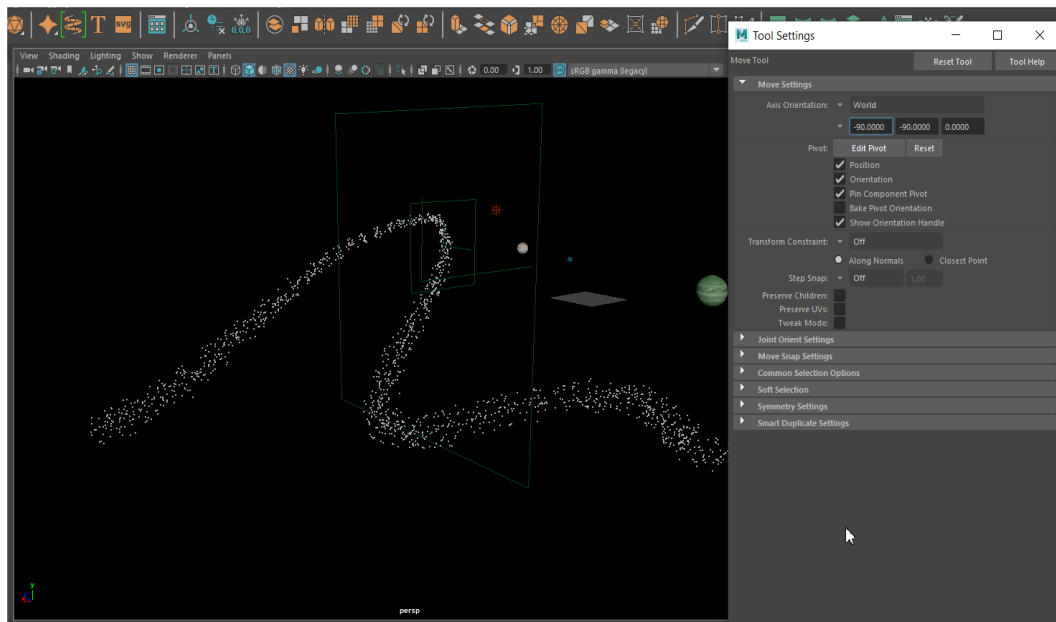 T
SVG
0,0,0
Tool Settings
View Shading Lighting Show Renderer Panels
Move Tool
Reset Tool
Tool Help
0.00
1.00
sRGB gamma (legacy)
Move Settings
Axis Orientation:
World
-90.0000
-90.0000
0.0000
Pivot:
Edit Pivot
Reset
Position
Orientation
Pin Component Pivot
Bake Pivot Orientation
Show Orientation Handle
Transform Constraint:
Off
Along Normals
Closest Point
Step Snap:
Off
1.00
Preserve Children:
Preserve UVs:
Tweak Mode:
Joint Orient Settings
Move Snap Settings
Common Selection Options
Soft Selection
Symmetry Settings
Smart Duplicate Settings
y
persp